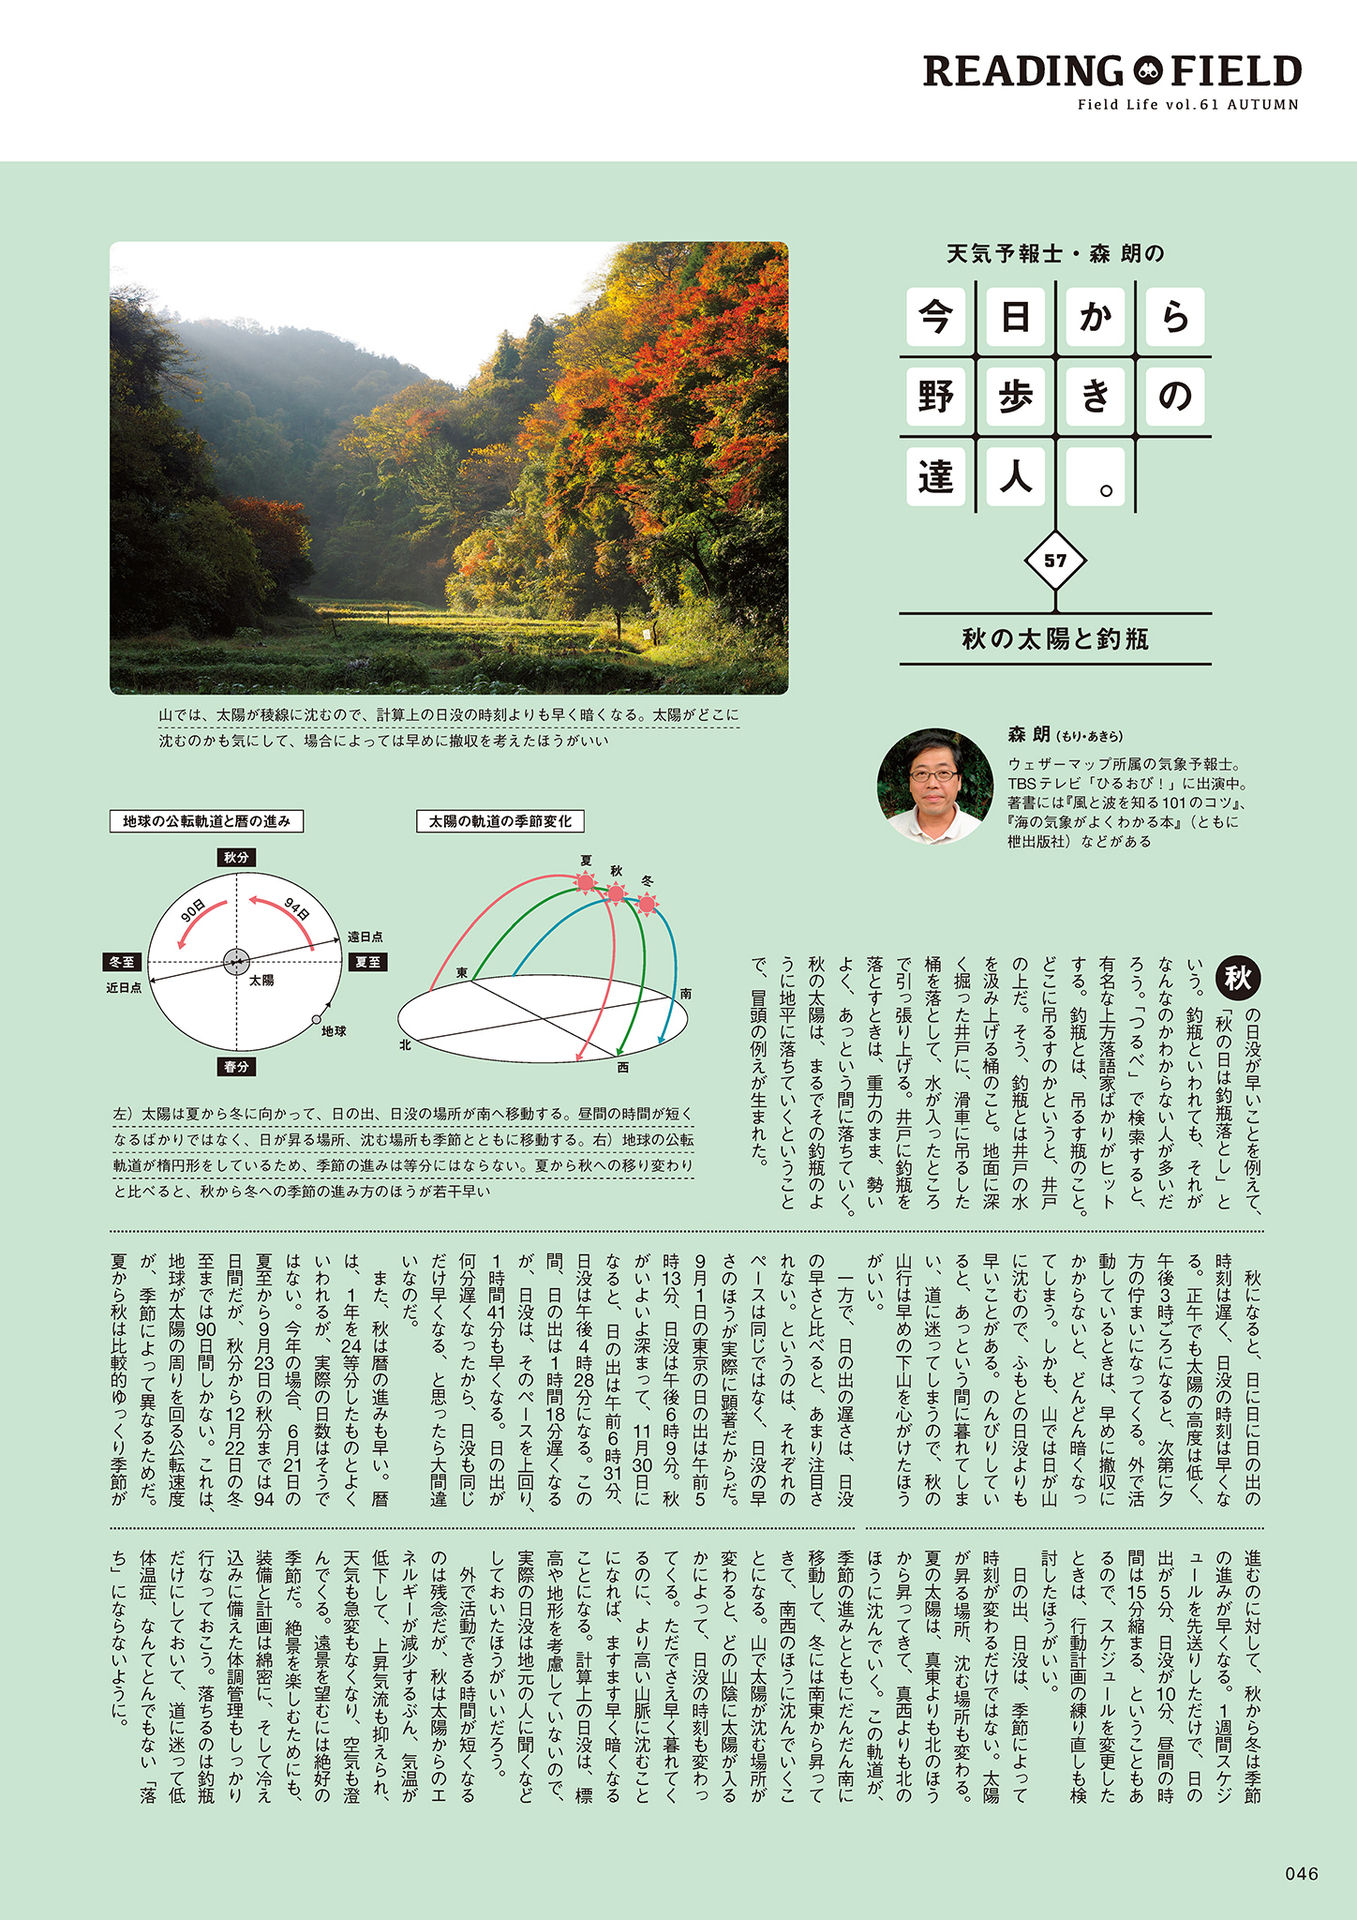 READING FIELD
Field Life vol.61 AUTUMN
天気予報士・森 朗の
今日から
野歩きの
達人。
57
秋の太陽と釣瓶
山では、太陽が稜線に沈むので、計算上の日没の時刻よりも早く暗くなる。太陽がどこに
沈むのかも気にして、場合によっては早めに撤収を考えたほうがいい
森 朗（もり・あきら）
ウェザーマップ所属の気象予報士。
TBSテレビ「ひるおび！」に出演中。
著書には『風と波を知る101のコツ』、
『海の気象がよくわかる本』（ともに
枻出版社）などがある
地球の公転軌道と暦の進み
秋分
90日
94日
遠日点
冬至
夏至
近日点
太陽
地球
春分
太陽の軌道の季節変化
夏
秋
冬
東
南
北
西
左）太陽は夏から冬に向かって、日の出、日没の場所が南へ移動する。昼間の時間が短く
なるばかりではなく、日が昇る場所、沈む場所も季節とともに移動する。右）地球の公転
軌道が楕円形をしているため、季節の進みは等分にはならない。夏から秋への移り変わり
と比べると、秋から冬への季節の進み方のほうが若干早い
秋の日没が早いことを例えて、
「秋の日は釣瓶落とし」と
いう。釣瓶といわれても、それが
なんなのかわからない人が多いだ
ろう。「つるべ」で検索すると、
有名な上方落語家ばかりがヒット
する。釣瓶とは、吊るす瓶のこと。
どこに吊るすのかというと、井戸
の上だ。そう、釣瓶とは井戸の水
を汲み上げる桶のこと。地面に深
く掘った井戸に、滑車に吊るした
桶を落として、水が入ったところ
で引っ張り上げる。井戸に釣瓶を
落とすときは、重力のまま、勢い
よく、あっという間に落ちていく。
秋の太陽は、まるでその釣瓶のよ
うに地平に落ちていくということ
で、冒頭の例えが生まれた。
秋になると、日に日に日の出の
時刻は遅く、日没の時刻は早くな
る。正午でも太陽の高度は低く、
午後3時ごろになると、次第に夕
方の佇まいになってくる。外で活
動しているときは、早めに撤収に
かからないと、どんどん暗くなっ
てしまう。しかも、山では日が山
に沈むので、ふもとの日没よりも
早いことがある。のんびりしてい
ると、あっという間に暮れてしま
い、道に迷ってしまうので、秋の
山行は早めの下山を心がけたほう
がいい。
一方で、日の出の遅さは、日没
の早さと比べると、あまり注目さ
れない。というのは、それぞれの
ペースは同じではなく、日没の早
さのほうが実際に顕著だからだ。
9月1日の東京の日の出は午前5
時13分、日没は午後6時9分。秋
がいよいよ深まって、11月30日に
なると、日の出は午前6時31分、
日没は午後4時28分になる。この
間、日の出は1時間18分遅くなる
が、日没は、そのペースを上回り、
1時間41分も早くなる。日の出が
何分遅くなったから、日没も同じ
だけ早くなる、と思ったら大間違
いなのだ。
また、秋は暦の進みも早い。暦
は、1年を24等分したものとよく
いわれるが、実際の日数はそうで
はない。今年の場合、6月21日の
夏至から9月23日の秋分までは94
日間だが、秋分から12月22日の冬
至までは90日間しかない。これは、
地球が太陽の周りを回る公転速度
が、季節によって異なるためだ。
夏から秋は比較的ゆっくり季節が
進むのに対して、秋から冬は季節
の進みが早くなる。1週間スケジ
ュールを先送りしただけで、日の
出が5分、日没が10分、昼間の時
間は15分縮まる、ということもあ
るので、スケジュールを変更した
ときは、行動計画の練り直しも検
討したほうがいい。
日の出、日没は、季節によって
時刻が変わるだけではない。太陽
が昇る場所、沈む場所も変わる。
夏の太陽は、真東よりも北のほう
から昇ってきて、真西よりも北の
ほうに沈んでいく。この軌道が、
季節の進みとともにだんだん南に
移動して、冬には南東から昇って
きて、南西のほうに沈んでいくこ
とになる。山で太陽が沈む場所が
変わると、どの山陰に太陽が入る
かによって、日没の時刻も変わっ
てくる。ただでさえ早く暮れてく
るのに、より高い山脈に沈むこと
になれば、ますます早く暗くなる
ことになる。計算上の日没は、標
高や地形を考慮していないので、
実際の日没は地元の人に聞くなど
しておいたほうがいいだろう。
外で活動できる時間が短くなる
のは残念だが、秋は太陽からのエ
ネルギーが減少するぶん、気温が
低下して、上昇気流も抑えられ、
天気も急変もなくなり、空気も澄
んでくる。遠景を望むには絶好の
季節だ。絶景を楽しむためにも、
装備と計画は綿密に、そして冷え
込みに備えた体調管理もしっかり
行なっておこう。落ちるのは釣瓶
だけにしておいて、道に迷って低
体温症、なんてとんでもない「落
ち」にならないように。
046